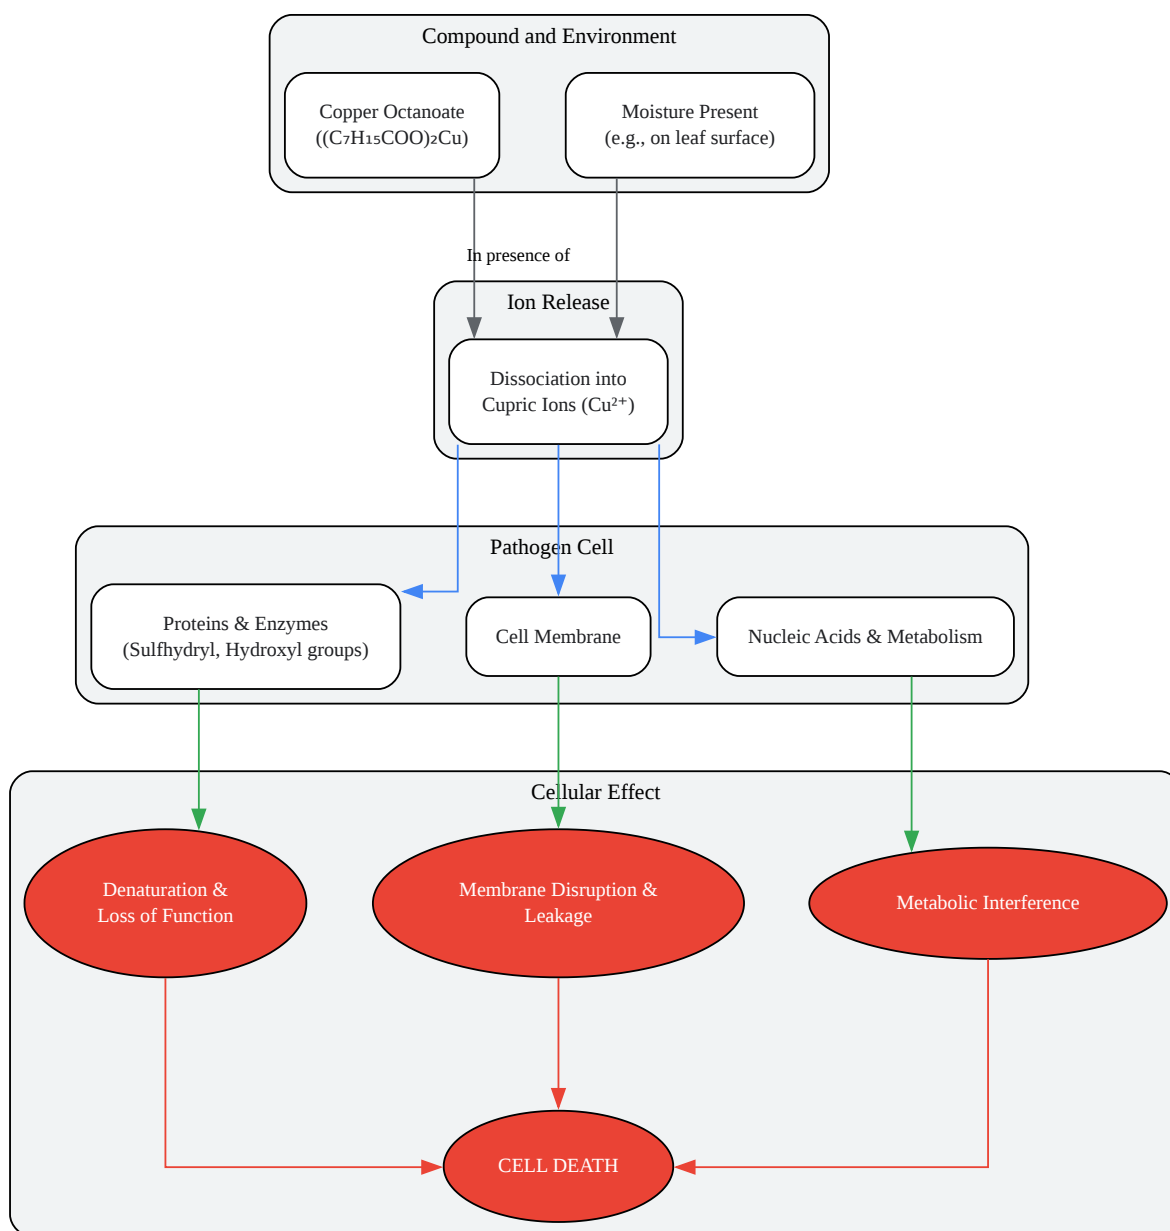 Compound and Environment
Copper Octanoate
((C₇H₁₅COO)₂Cu)
Moisture Present
(e.g., on leaf surface)
In presence of
Ion Release
Dissociation into
Cupric Ions (Cu²⁺)
Pathogen Cell
Proteins & Enzymes
(Sulfhydryl, Hydroxyl groups)
Cell Membrane
Nucleic Acids & Metabolism
Cellular Effect
Denaturation &
Loss of Function
Membrane Disruption &
Leakage
Metabolic Interference
CELL DEATH